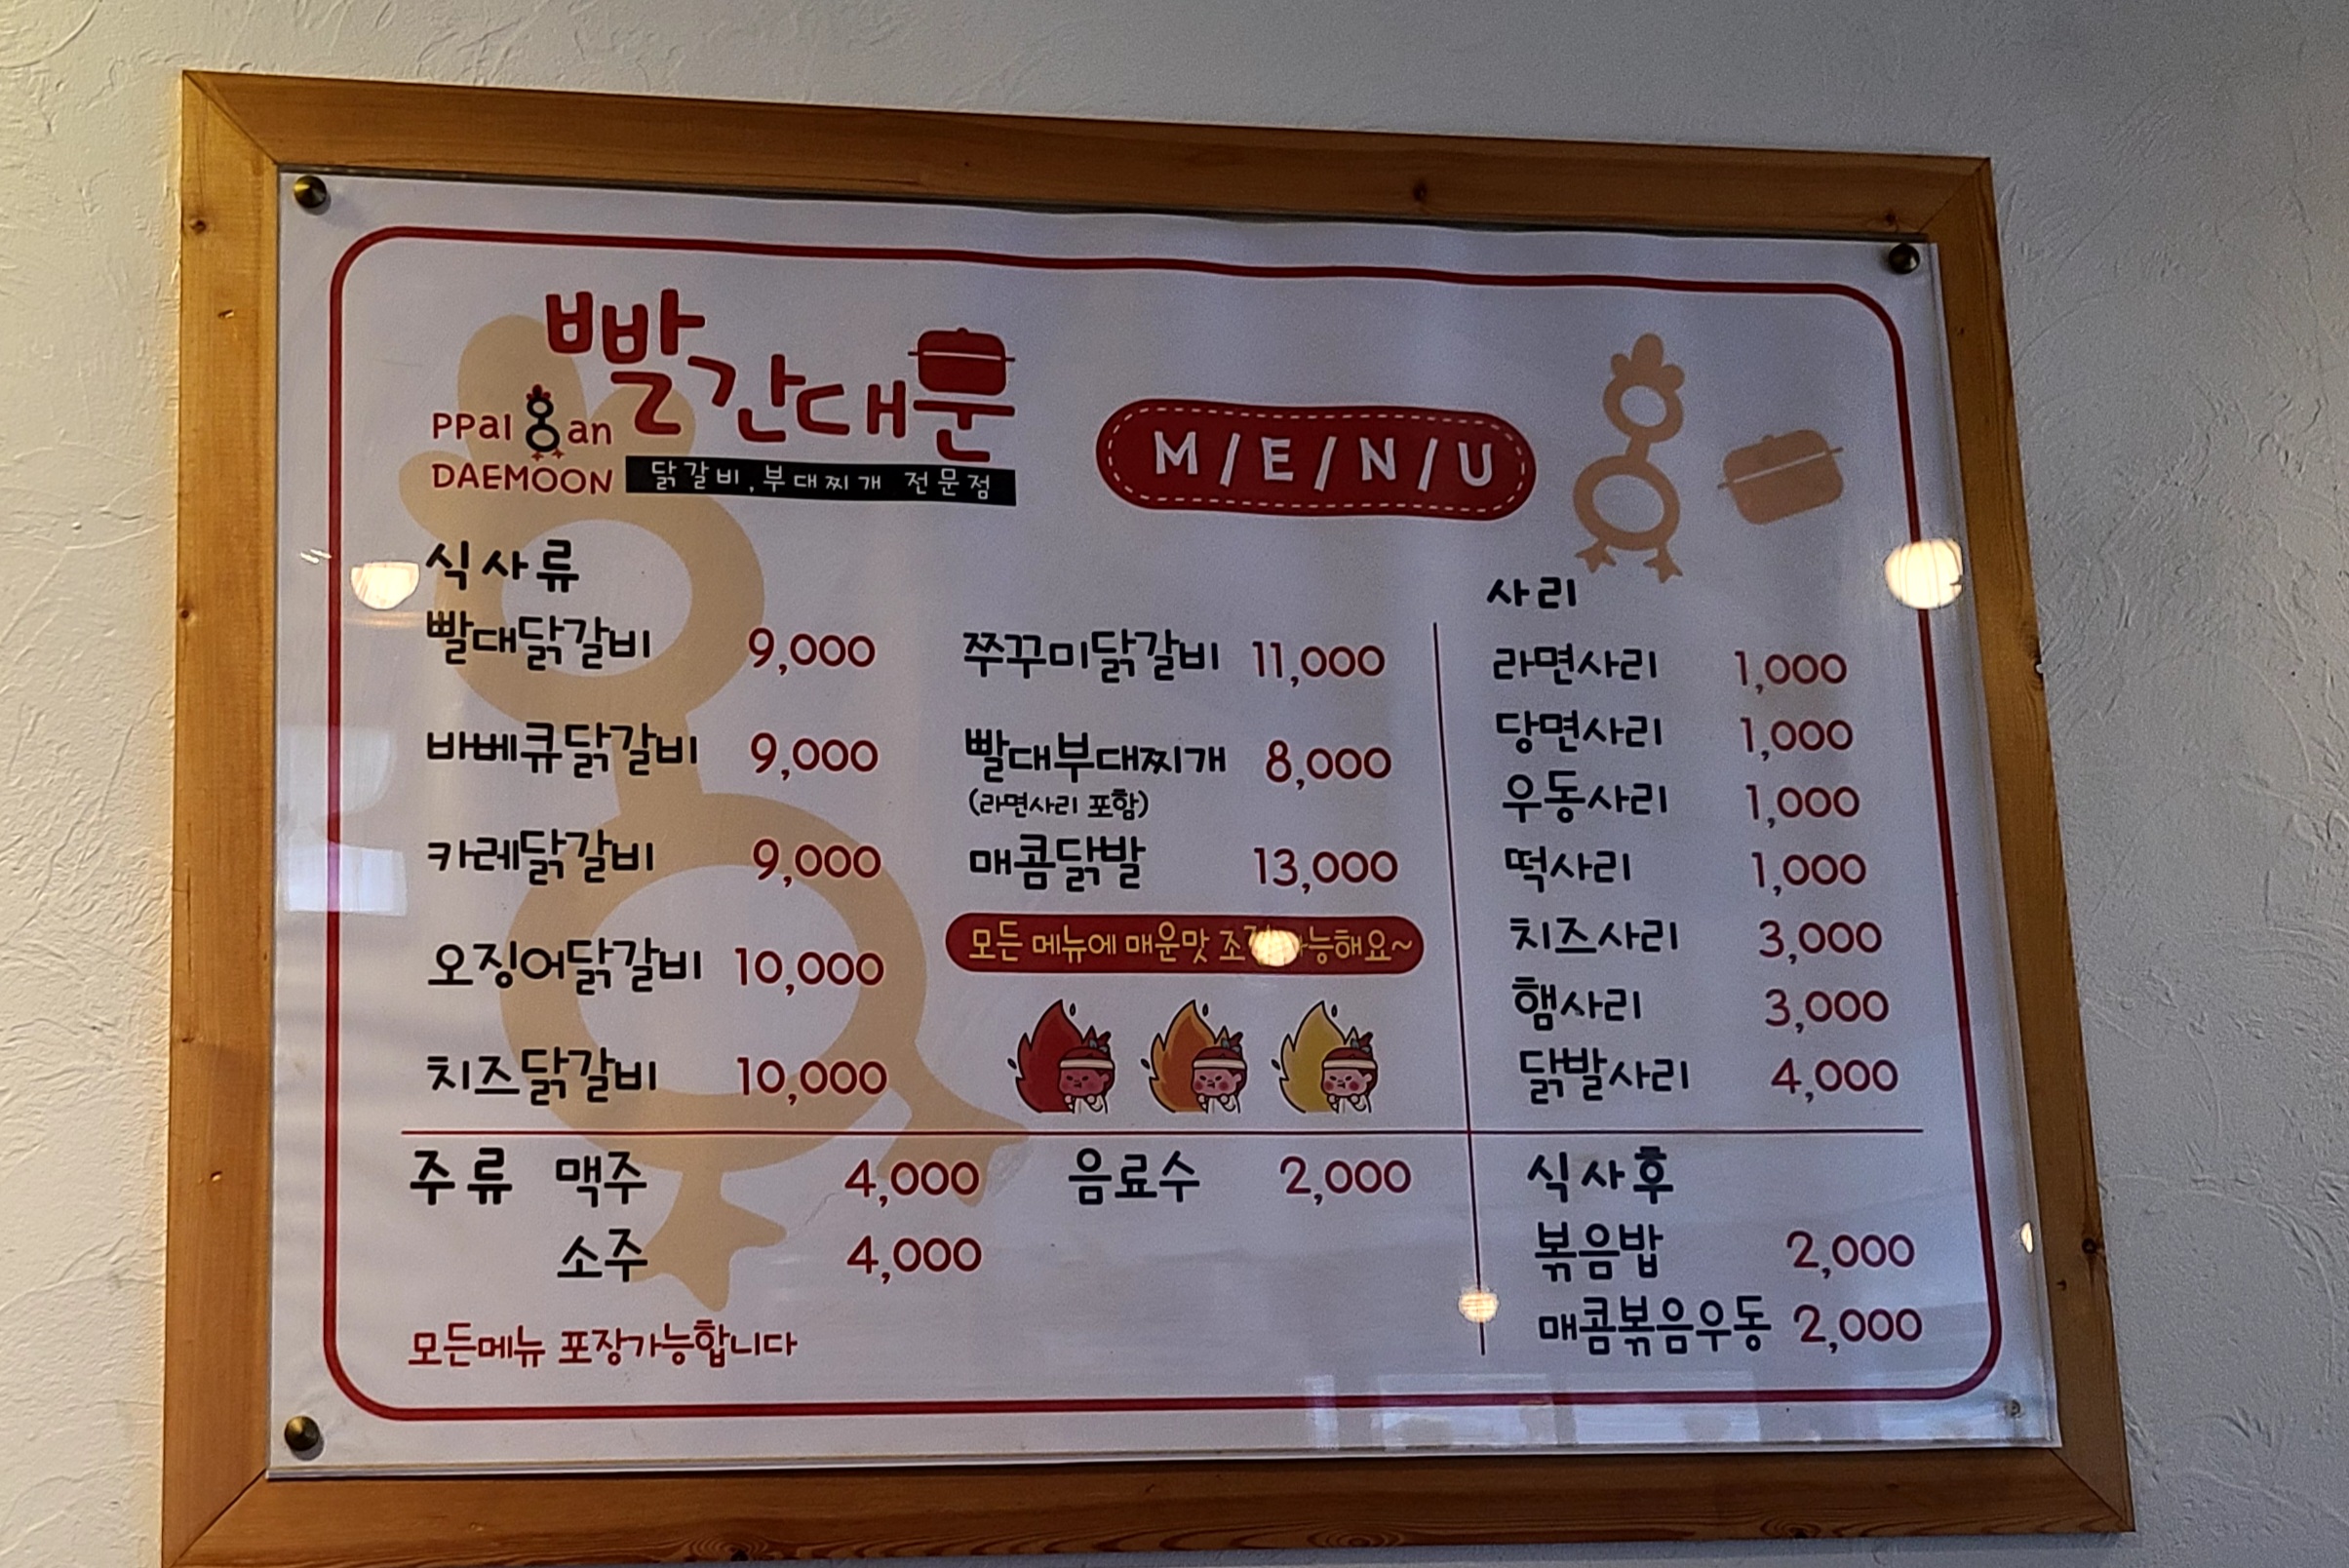 빨간대문
PPalgan
DAEMOON
닭갈비,부대찌개 전문점
M/E/N/U
식사류
빨대닭갈비 9,000
바베큐닭갈비 9,000
카레닭갈비 9,000
오징어닭갈비 10,000
치즈닭갈비 10,000
쭈꾸미닭갈비 11,000
빨대부대찌개 8,000
(라면사리 포함)
매콤닭발 13,000
모든 메뉴에 매운맛
사리
라면사리 1,000
당면사리 1,000
우동사리 1,000
떡사리 1,000
치즈사리 3,000
햄사리 3,000
닭발사리 4,000
주류 맥주 4,000 음료수 2,000
소주 4,000
식사후
볶음밥 2,000
매콤볶음우동 2,000
모든메뉴 포장가능합니다